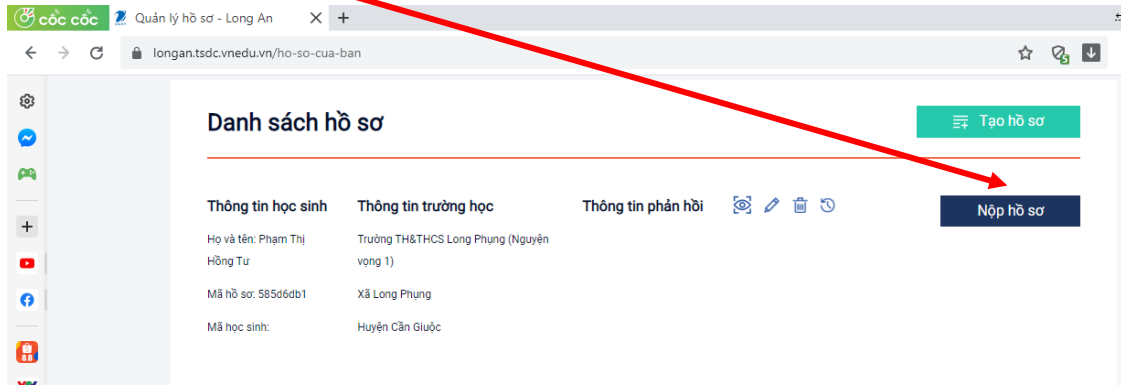 cốc cốc
Quản lý hồ sơ - Long An
longan.tsdc.vnedu.vn/ho-so-cua-ban
5
Danh sách hồ sơ
Tạo hồ sơ
Thông tin học sinh
Thông tin trường học
Thông tin phản hồi
Nộp hồ sơ
Họ và tên: Phạm Thị
Hồng Tư
Trường TH&THCS Long Phụng (Nguyện
vọng 1)
Mã hồ sơ: 585d6db1
Xã Long Phụng
Mã học sinh:
Huyện Cần Giuộc
8.8